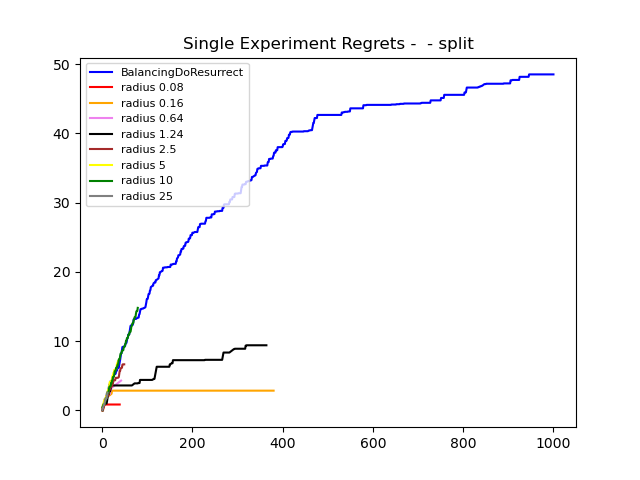 Single Experiment Regrets -  - split
50
40
30
20
10
0
BalancingDoResurrect
radius 0.08
radius 0.16
radius 0.64
radius 1.24
radius 2.5
radius 5
radius 10
radius 25
0 200 400 600 800 1000